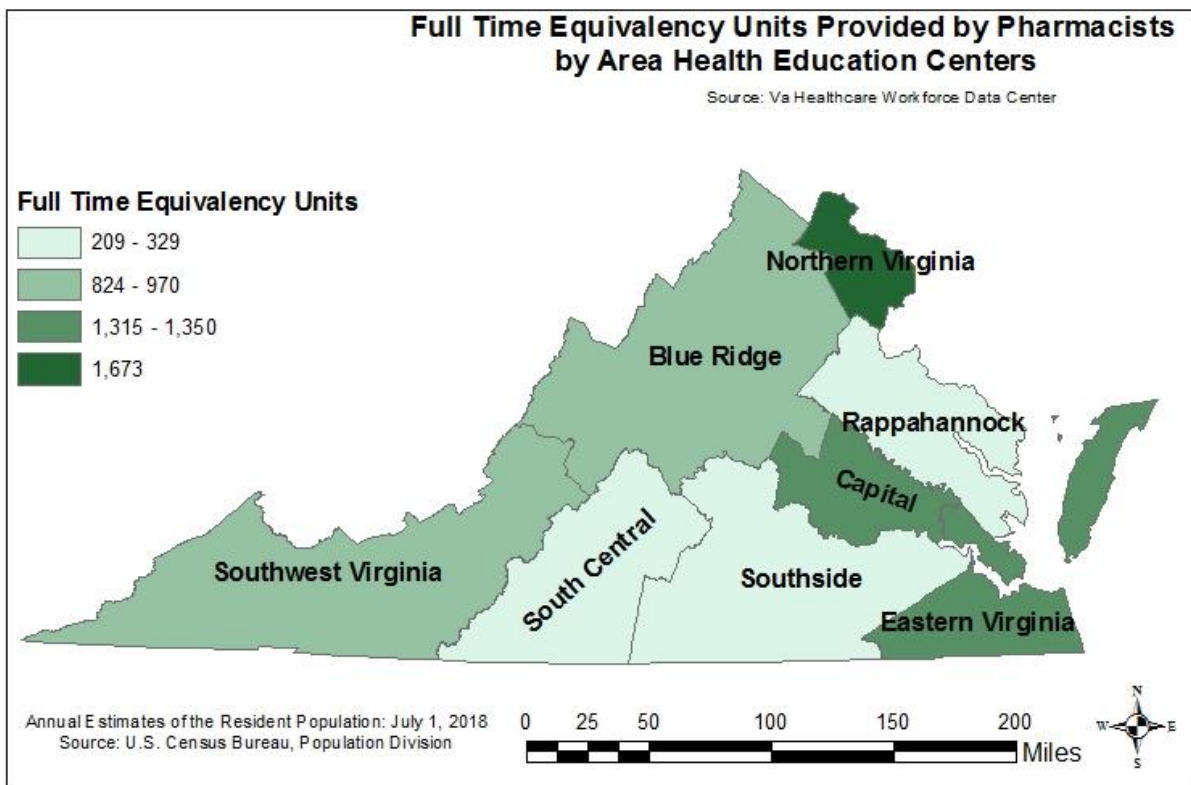 Full Time Equivalency Units Provided by Pharmacists
by Area Health Education Centers
Source: Va Healthcare Workforce Data Center
Full Time Equivalency Units
209 - 329
824 - 970
1,315 - 1,350
1,673
Northern Virginia
Blue Ridge
Rappahannock
Capital
Southwest Virginia
South Central
Southside
Eastern Virginia
Annual Estimates of the Resident Population: July 1, 2018
Source: U.S. Census Bureau, Population Division
0 25 50 100 150 200
Miles
N
W E
S